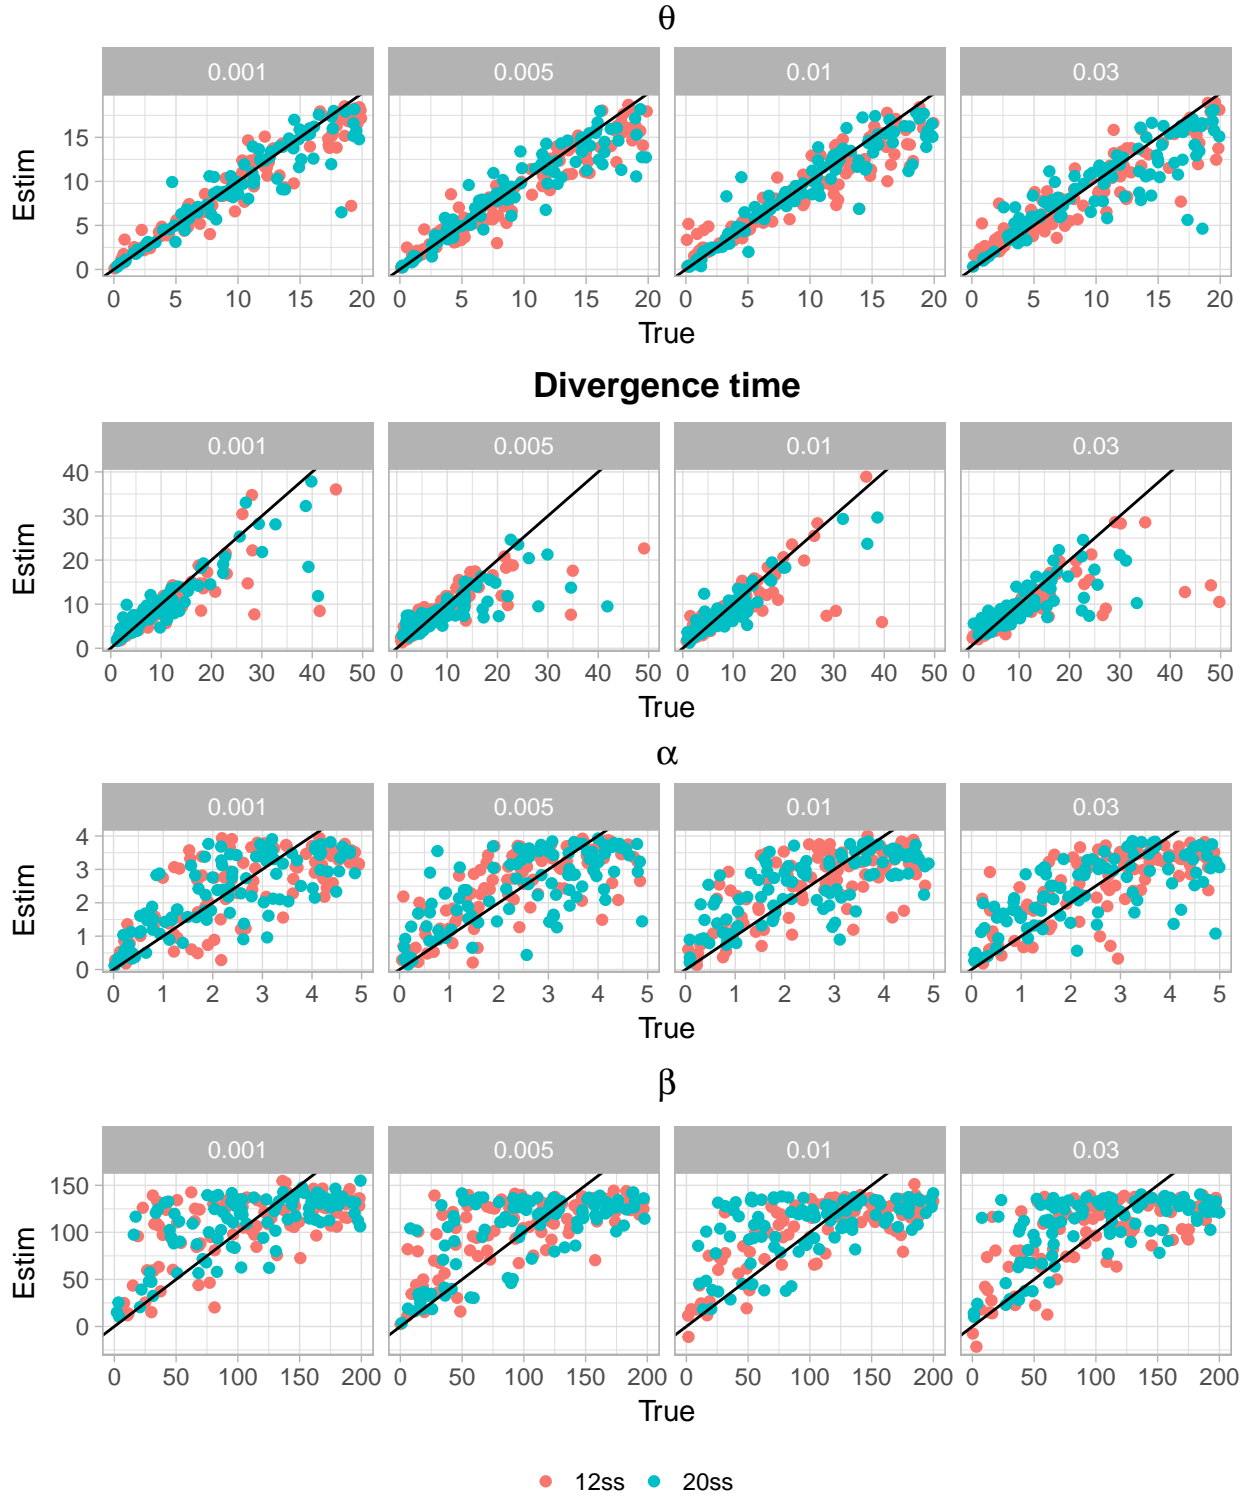 θ
0.001 0.005 0.01 0.03
Estim
15
10
5
0
0 5 10 15 20 0 5 10 15 20 0 5 10 15 20 0 5 10 15 20
True
Divergence time
0.001 0.005 0.01 0.03
Estim
40
30
20
10
0
0 10 20 30 40 50 0 10 20 30 40 50 0 10 20 30 40 50 0 10 20 30 40 50
True
α
0.001 0.005 0.01 0.03
Estim
4
3
2
1
0
0 1 2 3 4 5 0 1 2 3 4 5 0 1 2 3 4 5 0 1 2 3 4 5
True
β
0.001 0.005 0.01 0.03
Estim
150
100
50
0
0 50 100 150 200 0 50 100 150 200 0 50 100 150 200 0 50 100 150 200
True
12ss 20ss